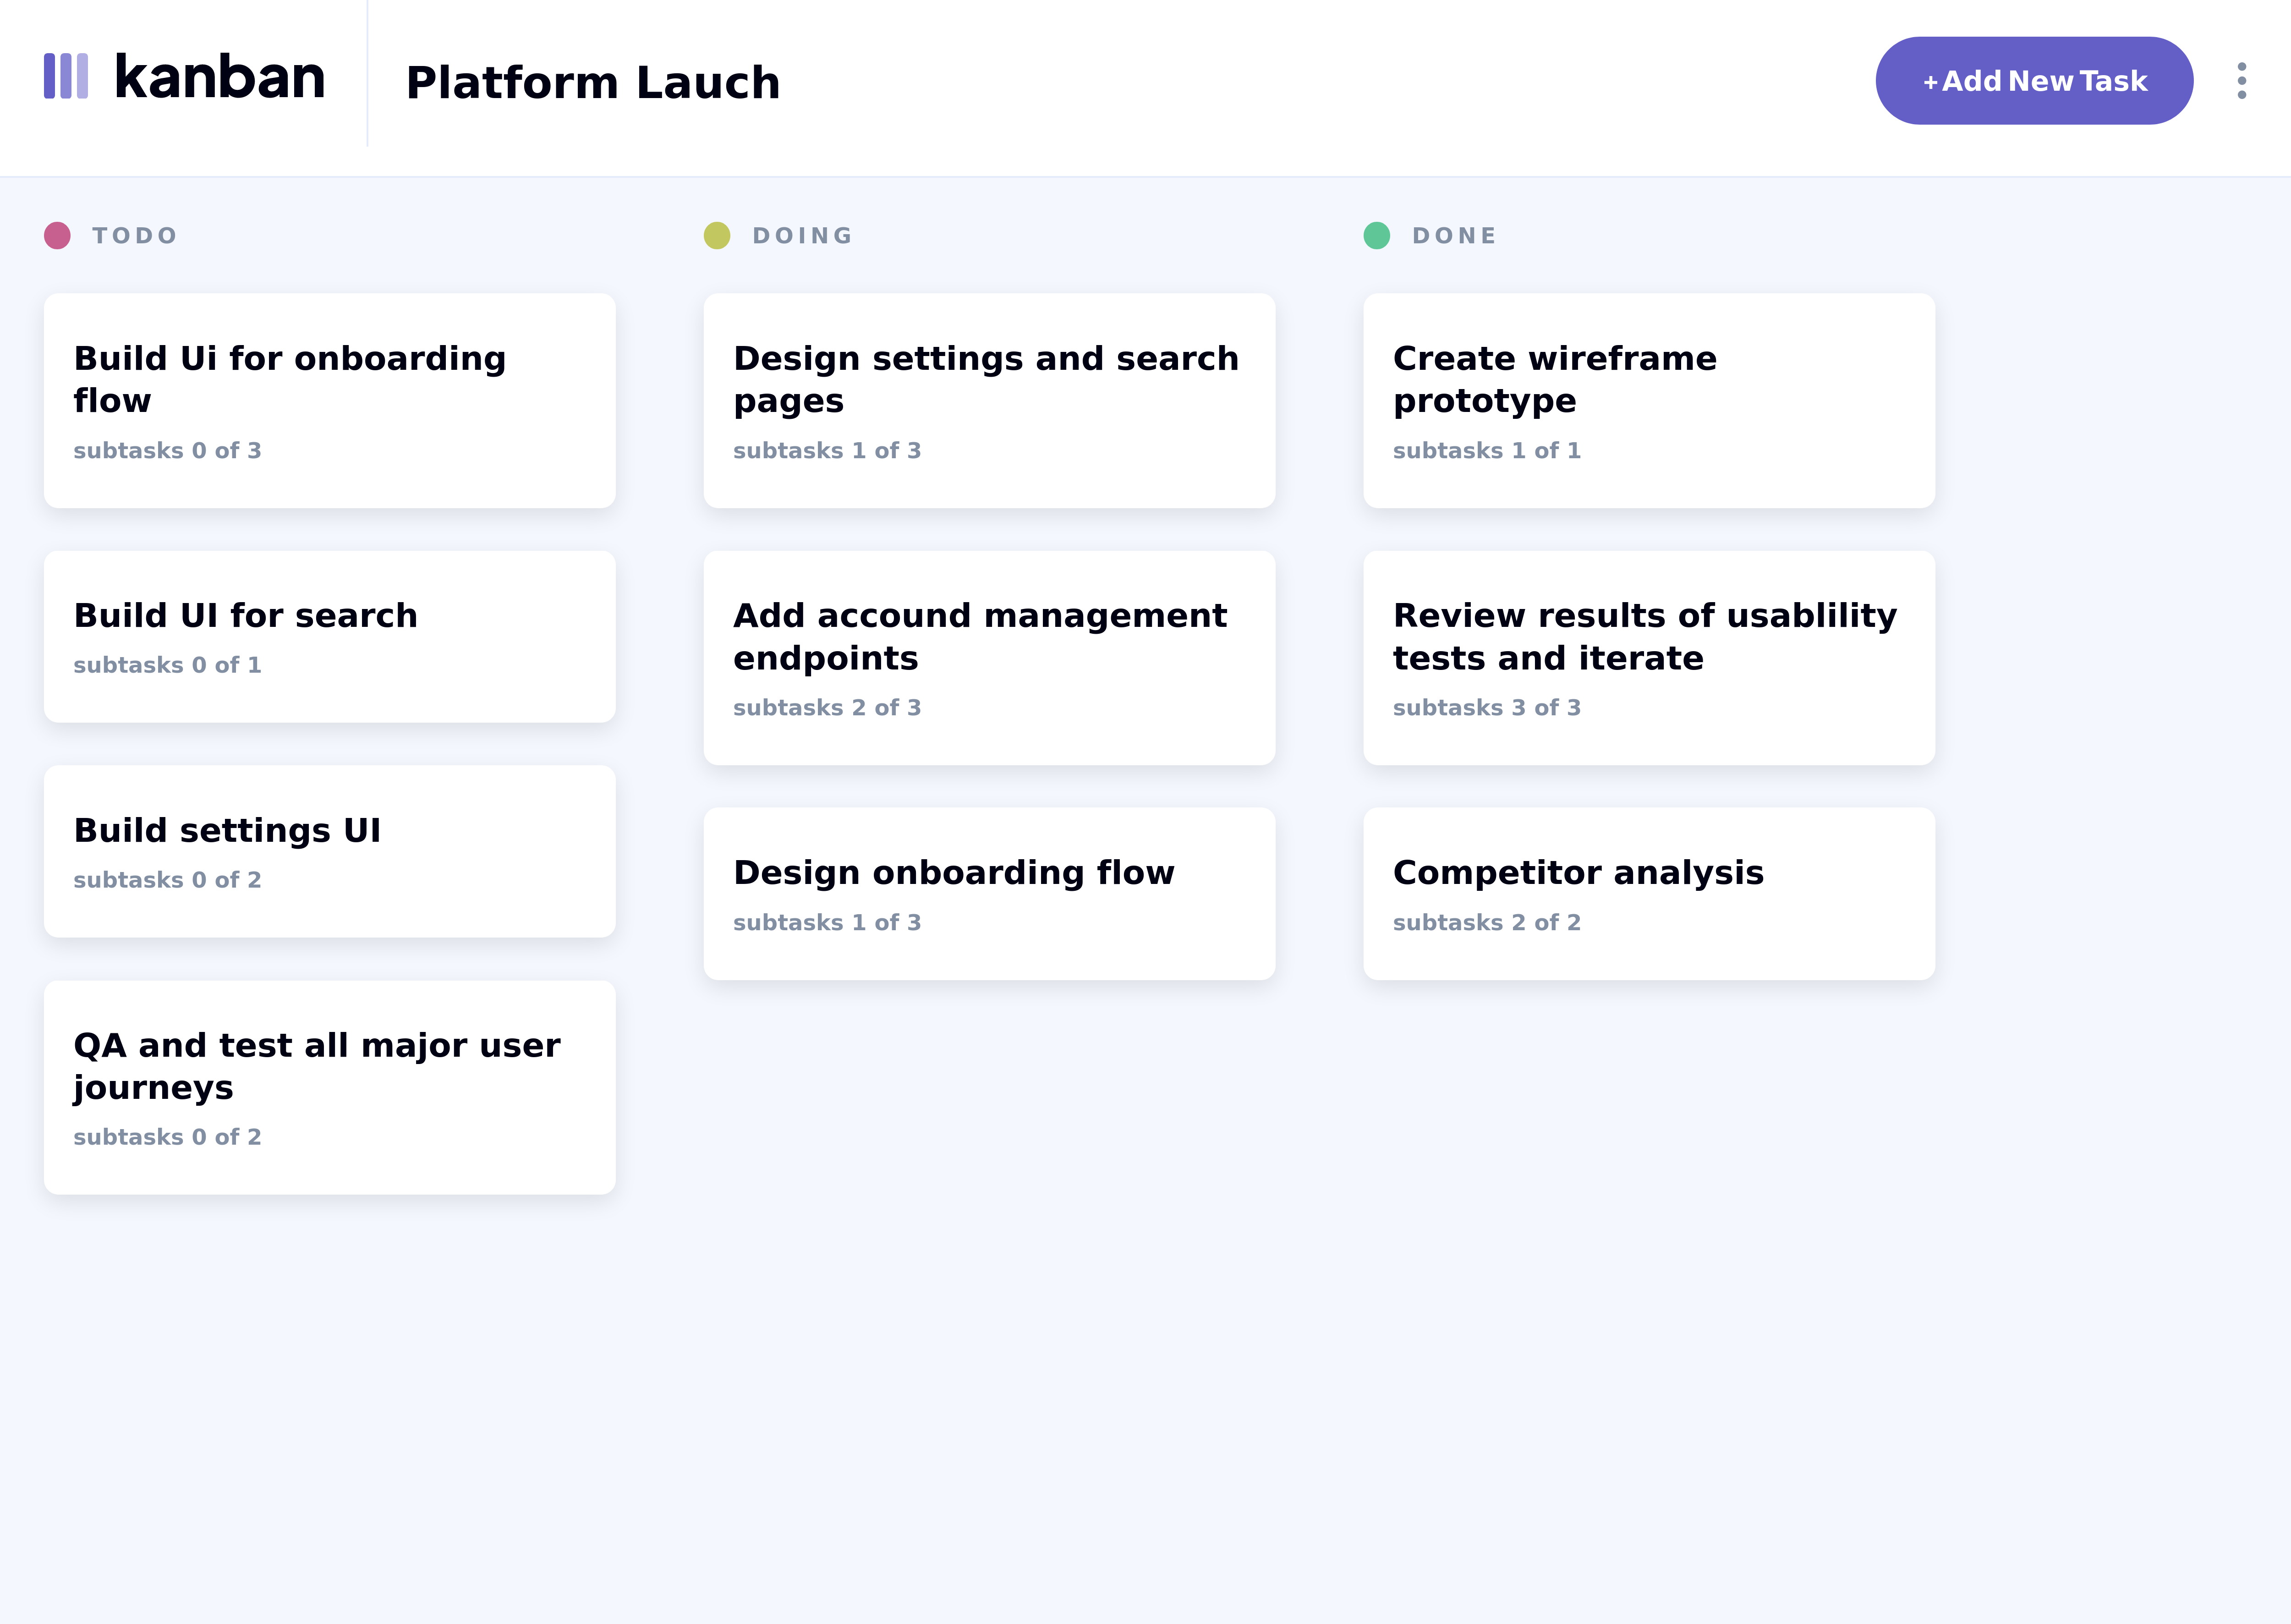 kanban
Platform Lauch
+Add New Task
TODO
Build Ui for onboarding
flow
subtasks 0 of 3
Build UI for search
subtasks 0 of 1
Build settings UI
subtasks 0 of 2
QA and test all major user
journeys
subtasks 0 of 2
DOING
Design settings and search
pages
subtasks 1 of 3
Add accound management
endpoints
subtasks 2 of 3
Design onboarding flow
subtasks 1 of 3
DONE
Create wireframe
prototype
subtasks 1 of 1
Review results of usablility
tests and iterate
subtasks 3 of 3
Competitor analysis
subtasks 2 of 2